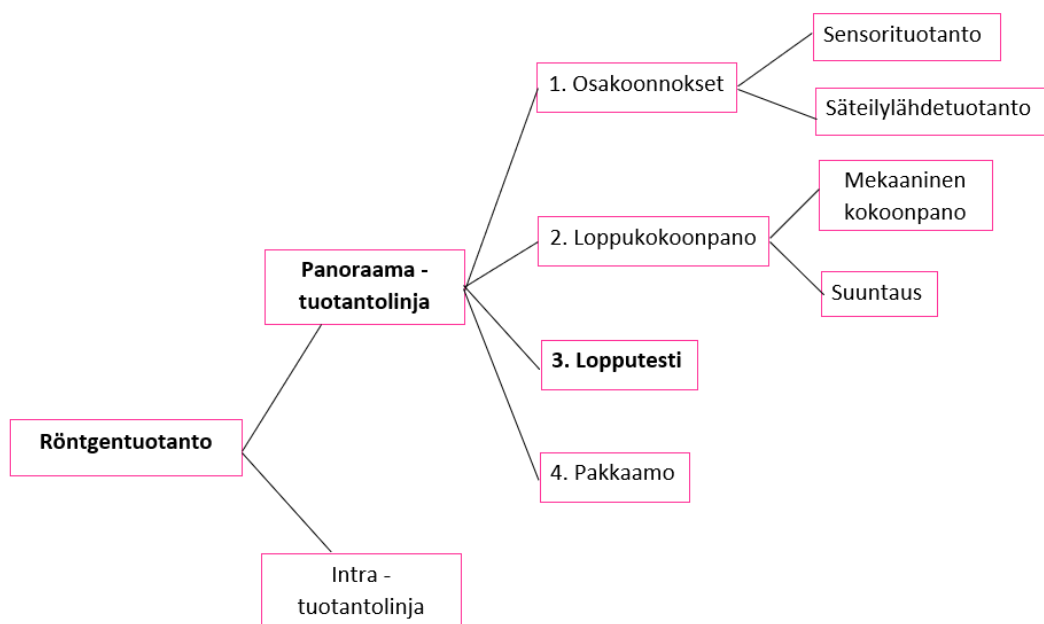 Sensorituotanto
1. Osakoonnokset
Säteilylähdetuotanto
Mekaaninen
kokoonpano
2. Loppukokoonpano
Panoraama -
tuotantolinja
Suuntaus
3. Lopputesti
Röntgentuotanto
4. Pakkaamo
Intra -
tuotantolinja